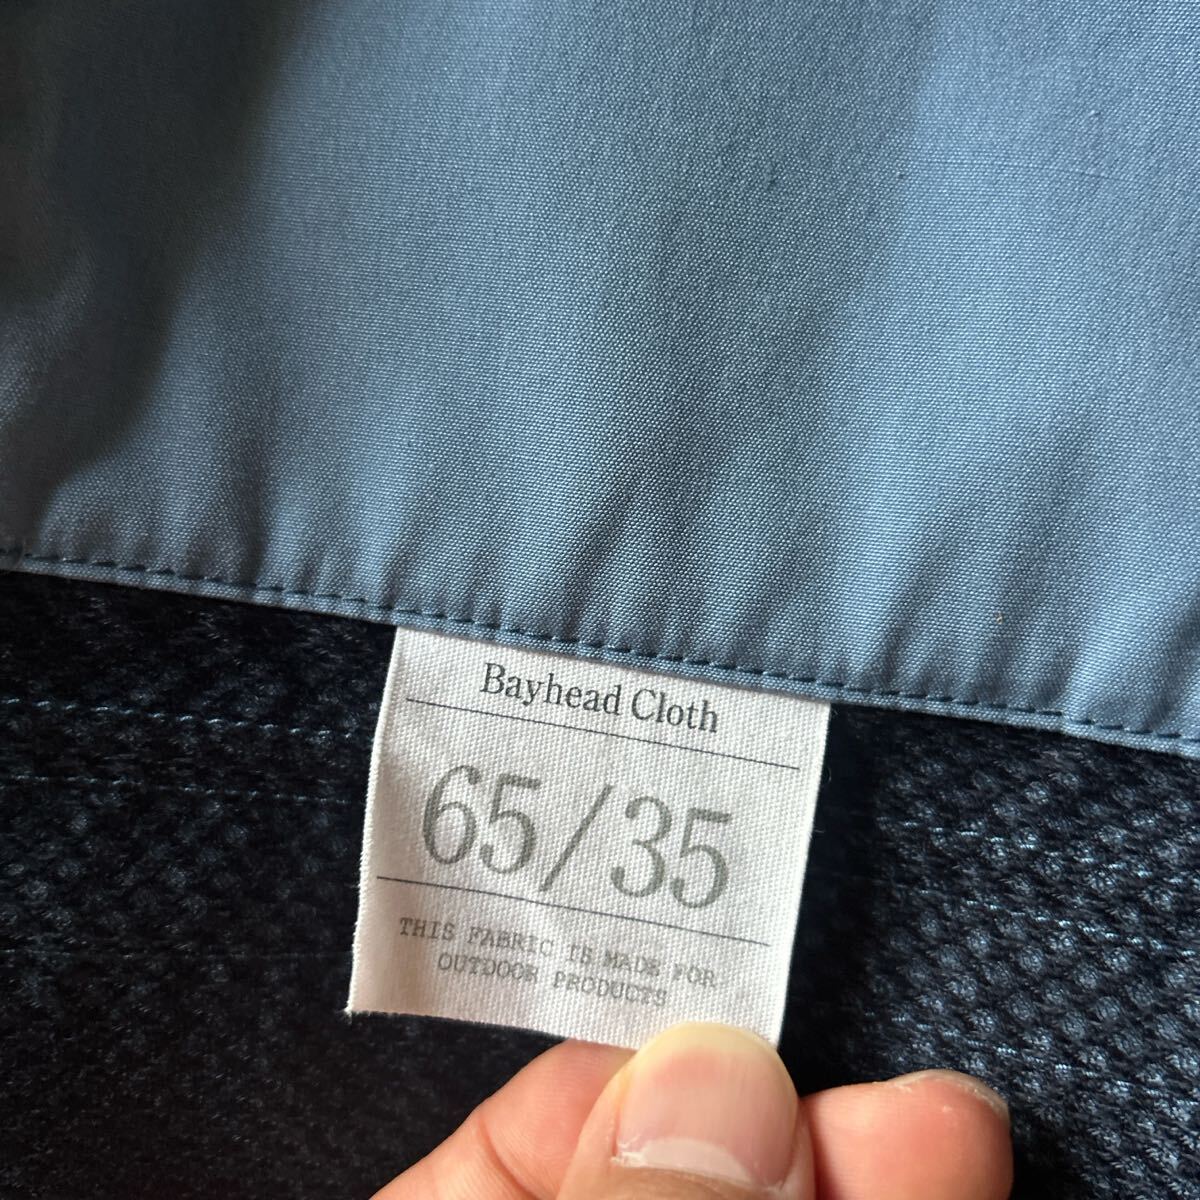 Bayhead Cloth
65/35
THIS FABRIC IS MADE FOR
OUTDOOR PRODUCTS